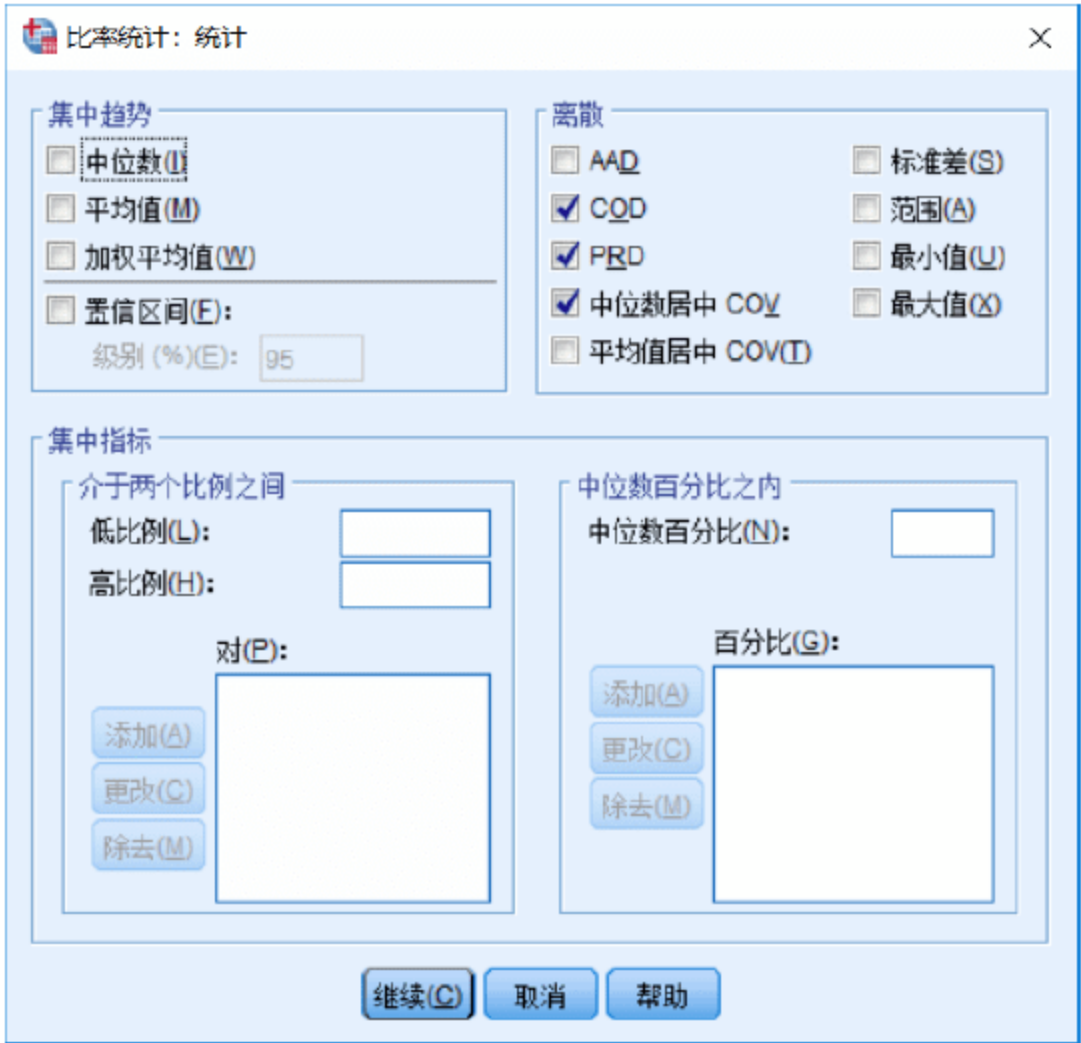 比率统计：统计
集中趋势
中位数(I)
平均值(M)
加权平均值(W)
置信区间(F)：
级别 (%)(E)： 95
离散
AAD
COD
PRD
中位数居中 COV
平均值居中 COV(T)
标准差(S)
范围(A)
最小值(U)
最大值(X)
集中指标
介于两个比例之间
低比例(L)：
高比例(H)：
对(P)：
添加(A)
更改(C)
除去(M)
中位数百分比之内
中位数百分比(N)：
百分比(G)：
添加(A)
更改(C)
除去(M)
继续(C) 取消 帮助